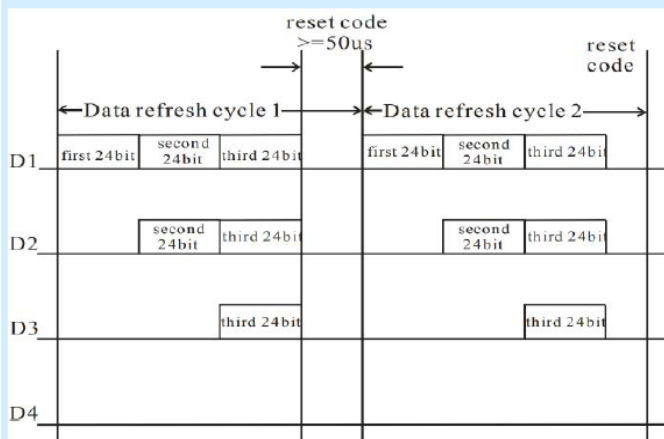 reset code
>=50us
reset
code
Data refresh cycle 1
Data refresh cycle 2
D1
first 24bit
second
24bit
third 24bit
first 24bit
second
24bit
third 24bit
D2
second
24bit
third 24bit
second
24bit
third 24bit
D3
third 24bit
third 24bit
D4